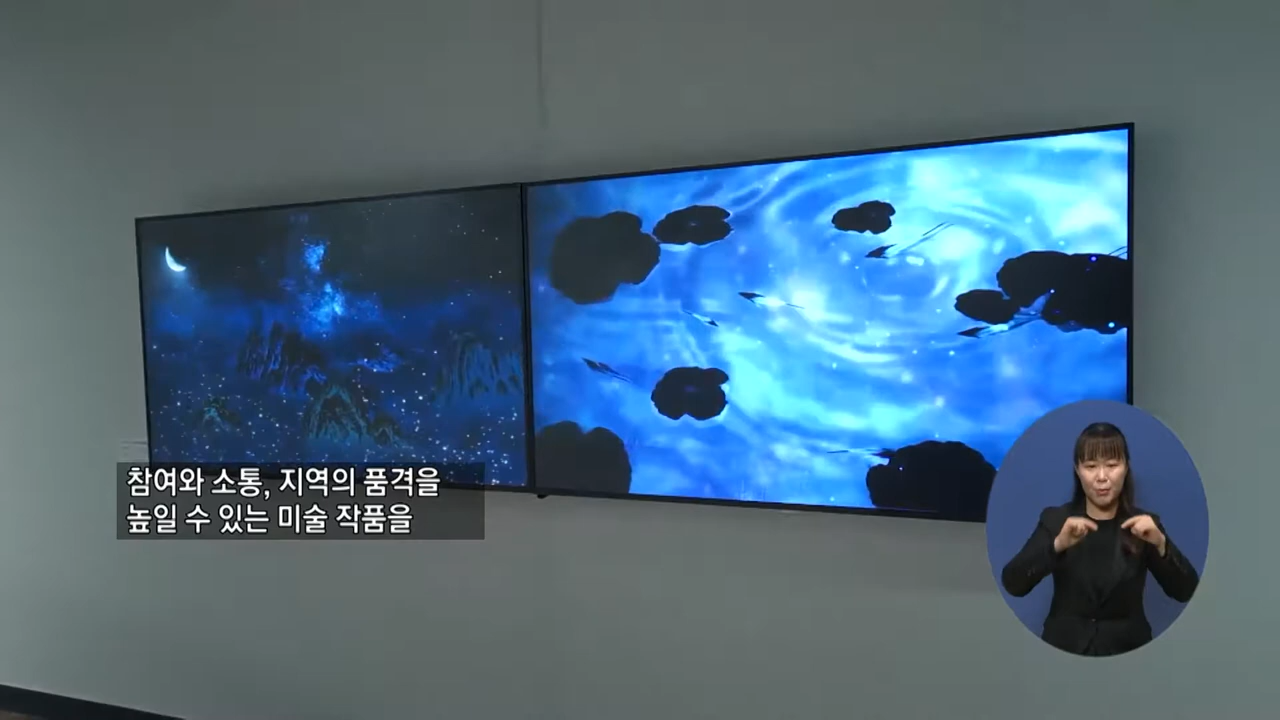 참여와 소통, 지역의 품격을
높일 수 있는 미술 작품을